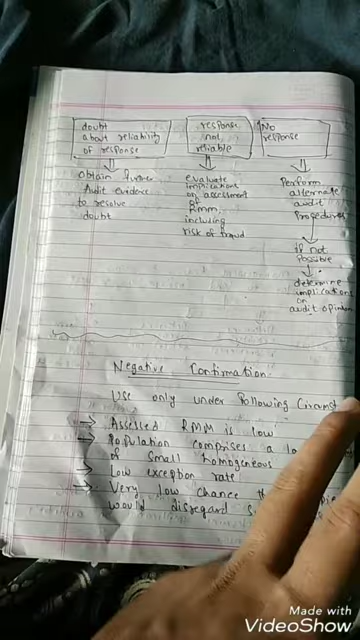 doubt
about reliability
of response
response
not
reliable
No
response
Obtain further
Audit evidence
to resolve
doubt
evaluate
implications
on assesment
of
RMM,
including
risk of fraud
Perform
alternate
audit
Procedures
if not
Possible
determine
implications
on
audit opinion
Negative Confirmation.
Use only under following Circumst
→ Assessed RMM is low
→ Population comprises a la
of small homogeneous
→ Low exception rate
→ Very low chance th
would disregard s
Made with
VideoShow